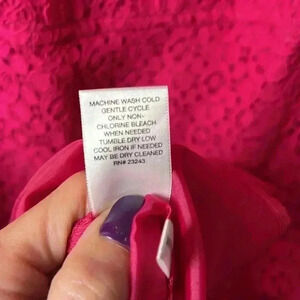 MACHINE WASH COLD
GENTLE CYCLE
ONLY NON-
CHLORINE BLEACH
WHEN NEEDED
TUMBLE DRY LOW
COOL IRON IF NEEDED
MAY BE DRY CLEANED
RN# 23243